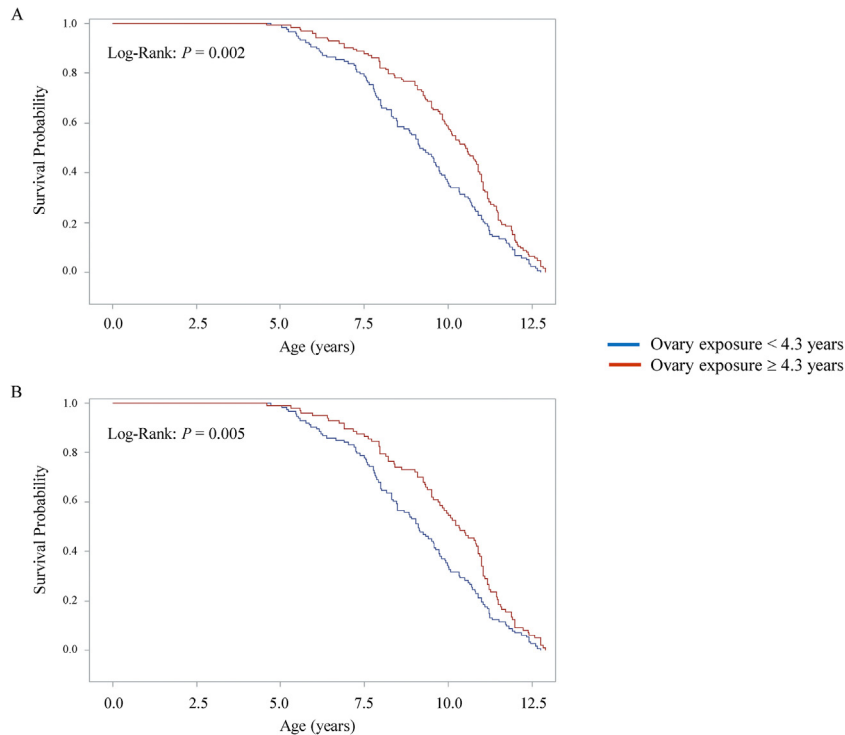 A
Log-Rank: P = 0.002
1.0
0.8
0.6
0.4
0.2
0.0
Survival Probability
0.0 2.5 5.0 7.5 10.0 12.5
Age (years)
Ovary exposure < 4.3 years
Ovary exposure ≥ 4.3 years
B
Log-Rank: P = 0.005
1.0
0.8
0.6
0.4
0.2
0.0
Survival Probability
0.0 2.5 5.0 7.5 10.0 12.5
Age (years)